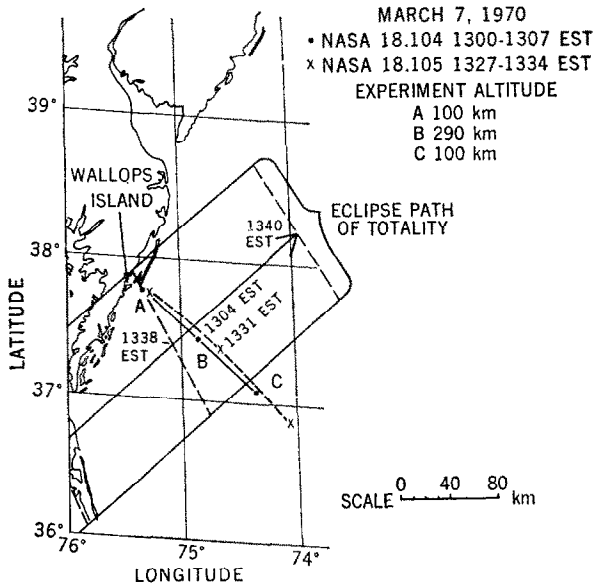 MARCH 7, 1970
• NASA 18.104 1300-1307 EST
x NASA 18.105 1327-1334 EST
EXPERIMENT ALTITUDE
A 100 km
B 290 km
C 100 km
39°
WALLOPS
ISLAND
ECLIPSE PATH
OF TOTALITY
1340
EST
38°
A
1304 EST
1331 EST
1338
EST
B
C
LATITUDE
37°
36°
76°
75°
74°
LONGITUDE
SCALE 0 40 80 km